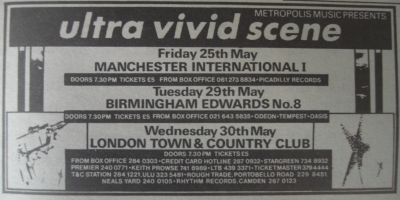 METROPOLIS MUSIC PRESENTS
ultra vivid scene
Friday 25th May
MANCHESTER INTERNATIONAL I
DOORS 7.30PM TICKETS £5 FROM BOX OFFICE 061 273 8834 • PICADILLY RECORDS
Tuesday 29th May
BIRMINGHAM EDWARDS No.8
DOORS 7.30PM TICKETS £5 FROM BOX OFFICE 021 643 5835 • ODEON • TEMPEST • OASIS
Wednesday 30th May
LONDON TOWN & COUNTRY CLUB
DOORS 7.30 PM TICKETS £5
FROM BOX OFFICE 284 0303 • CREDIT CARD HOTLINE 287 0932 • STARGREEN 734 8932
PREMIER 240 0771 • KEITH PROWSE 741 8989 • LTB 439 3371 • TICKETMASTER 379 4444
T&C STATION 284 1221, ULU 323 5481 • ROUGH TRADE, PORTOBELLO ROAD 229 8451
NEALS YARD 240 0105 • RHYTHM RECORDS, CAMDEN 267 0123